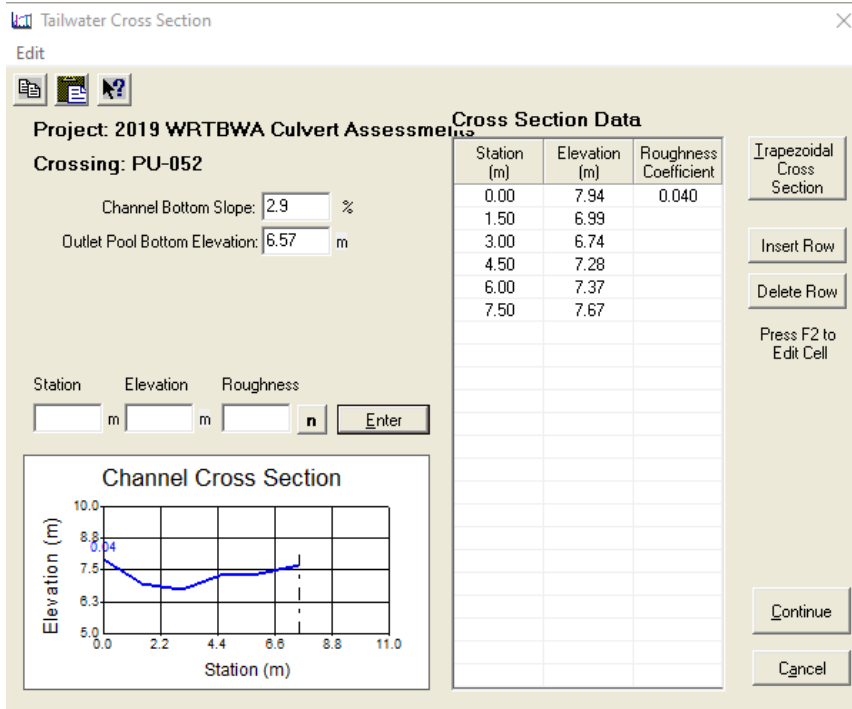 Tailwater Cross Section
Edit
Project: 2019 WRTBWA Culvert Assessments
Crossing: PU-052
Channel Bottom Slope: 2.9 %
Outlet Pool Bottom Elevation: 6.57 m
Station Elevation Roughness
m m n Enter
Channel Cross Section
Elevation (m)
10.0
8.8
0.04
7.5
6.3
5.0
0.0 2.2 4.4 6.6 8.8 11.0
Station (m)
Cross Section Data
Station (m) Elevation (m) Roughness Coefficient
0.00 7.94 0.040
1.50 6.99
3.00 6.74
4.50 7.28
6.00 7.37
7.50 7.67
Trapezoidal
Cross
Section
Insert Row
Delete Row
Press F2 to
Edit Cell
Continue
Cancel